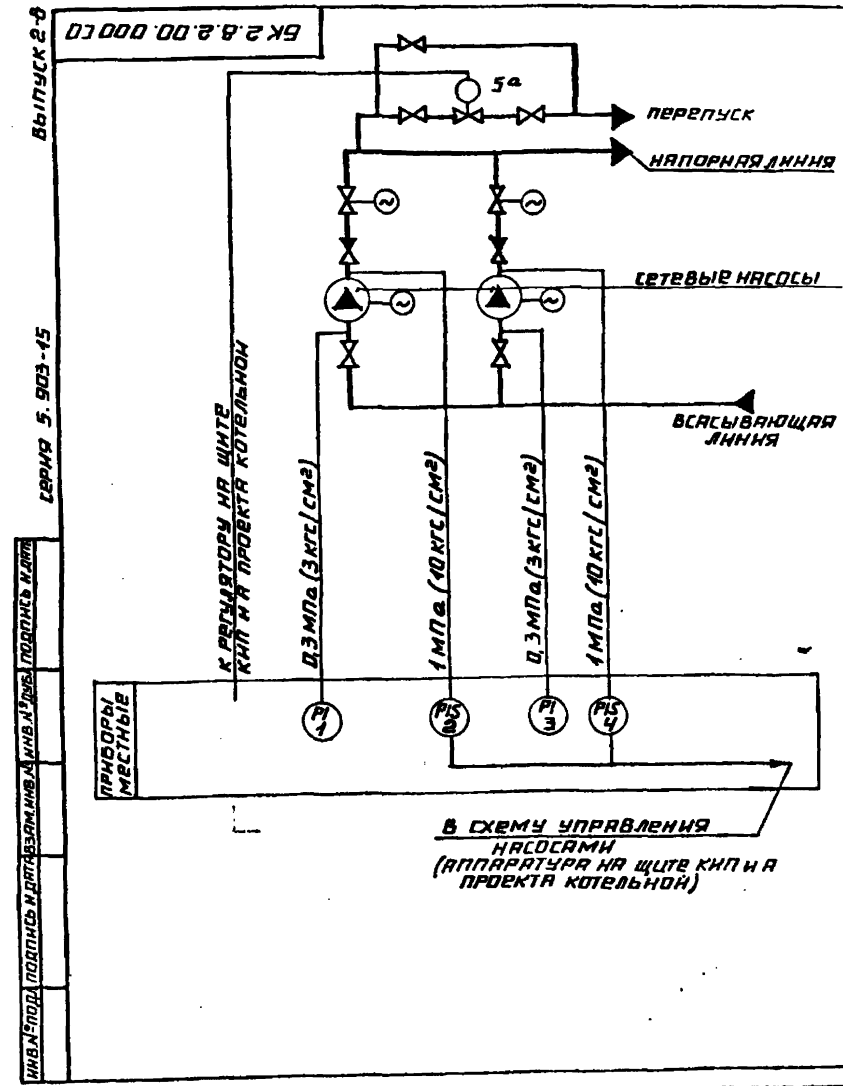 БК 2.8.2.00.000 СО
ВЫПУСК 2-8
СЕРИЯ 5.903-15
5а
ПЕРЕПУСК
НАПОРНАЯ ЛИНИЯ
СЕТЕВЫЕ НАСОСЫ
ВСАСЫВАЮЩАЯ
ЛИНИЯ
~
~
~
~
К РЕГУЛЯТОРУ НА ЩИТЕ
КИП И А ПРОЕКТА КОТЕЛЬНОЙ
0,3 МПа (3 кгс/см²)
1 МПа (10 кгс/см²)
0,3 МПа (3 кгс/см²)
1 МПа (10 кгс/см²)
ПРИБОРЫ
МЕСТНЫЕ
PI
1
PIS
2
PI
3
PIS
4
В СХЕМУ УПРАВЛЕНИЯ
НАСОСАМИ
(АППАРАТУРА НА ЩИТЕ КИП И А
ПРОЕКТА КОТЕЛЬНОЙ)
ИНВ.№ ПОДЛ.
ПОДПИСЬ И ДАТА
ВЗАМ.ИНВ.№
ИНВ.№ ДУБЛ.
ПОДПИСЬ И ДАТА